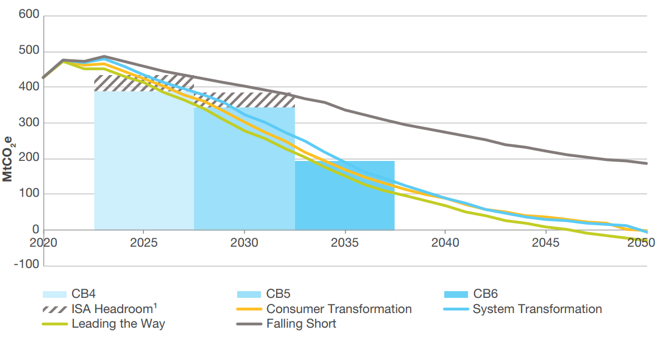 600
500
400
300
200
100
0
-100
MtCO₂e
2020 2025 2030 2035 2040 2045 2050
CB4 CB5 CB6
ISA Headroom¹ Consumer Transformation System Transformation
Leading the Way Falling Short